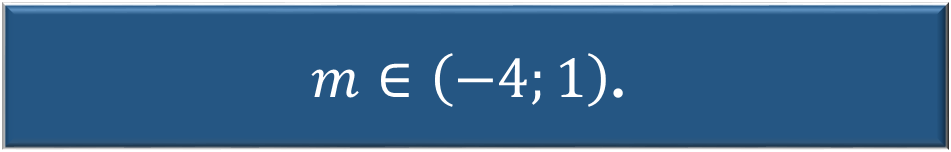 m ∈ (−4; 1).